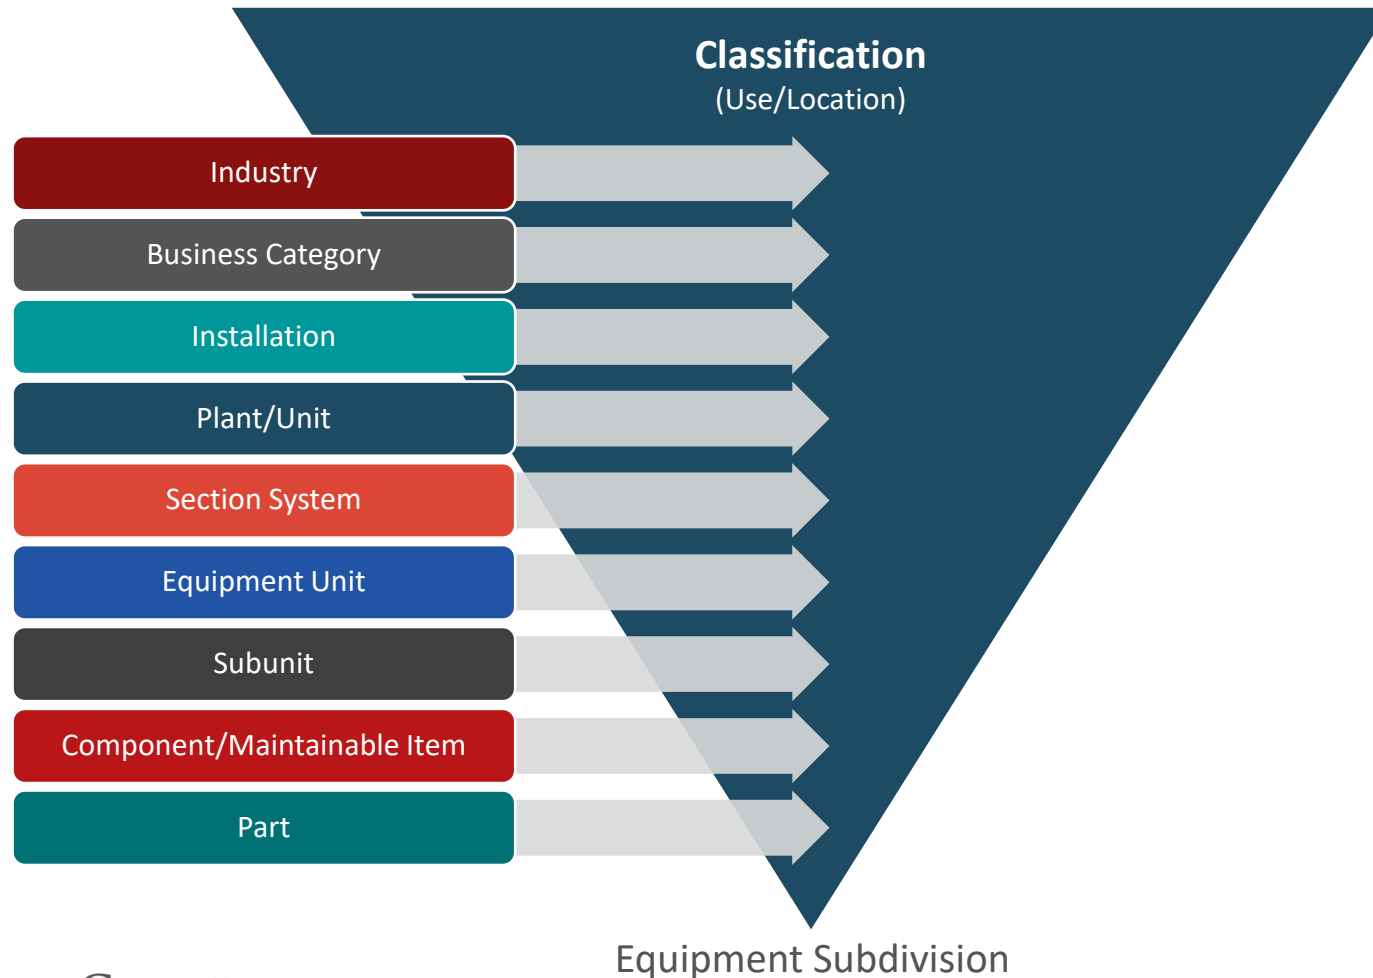 Classification
(Use/Location)
Industry
Business Category
Installation
Plant/Unit
Section System
Equipment Unit
Subunit
Component/Maintainable Item
Part
Equipment Subdivision